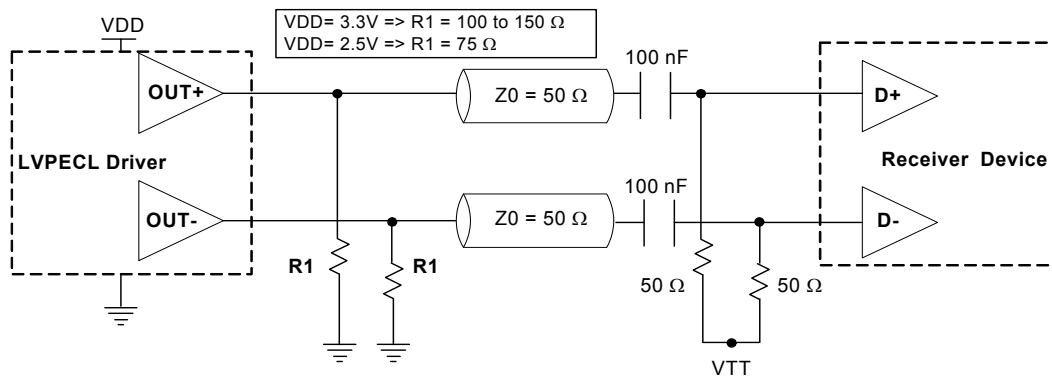 VDD
VDD= 3.3V => R1 = 100 to 150 Ω
VDD= 2.5V => R1 = 75 Ω
100 nF
OUT+
Z0 = 50 Ω
D+
LVPECL Driver
Receiver Device
100 nF
OUT-
Z0 = 50 Ω
D-
R1
R1
50 Ω
50 Ω
VTT